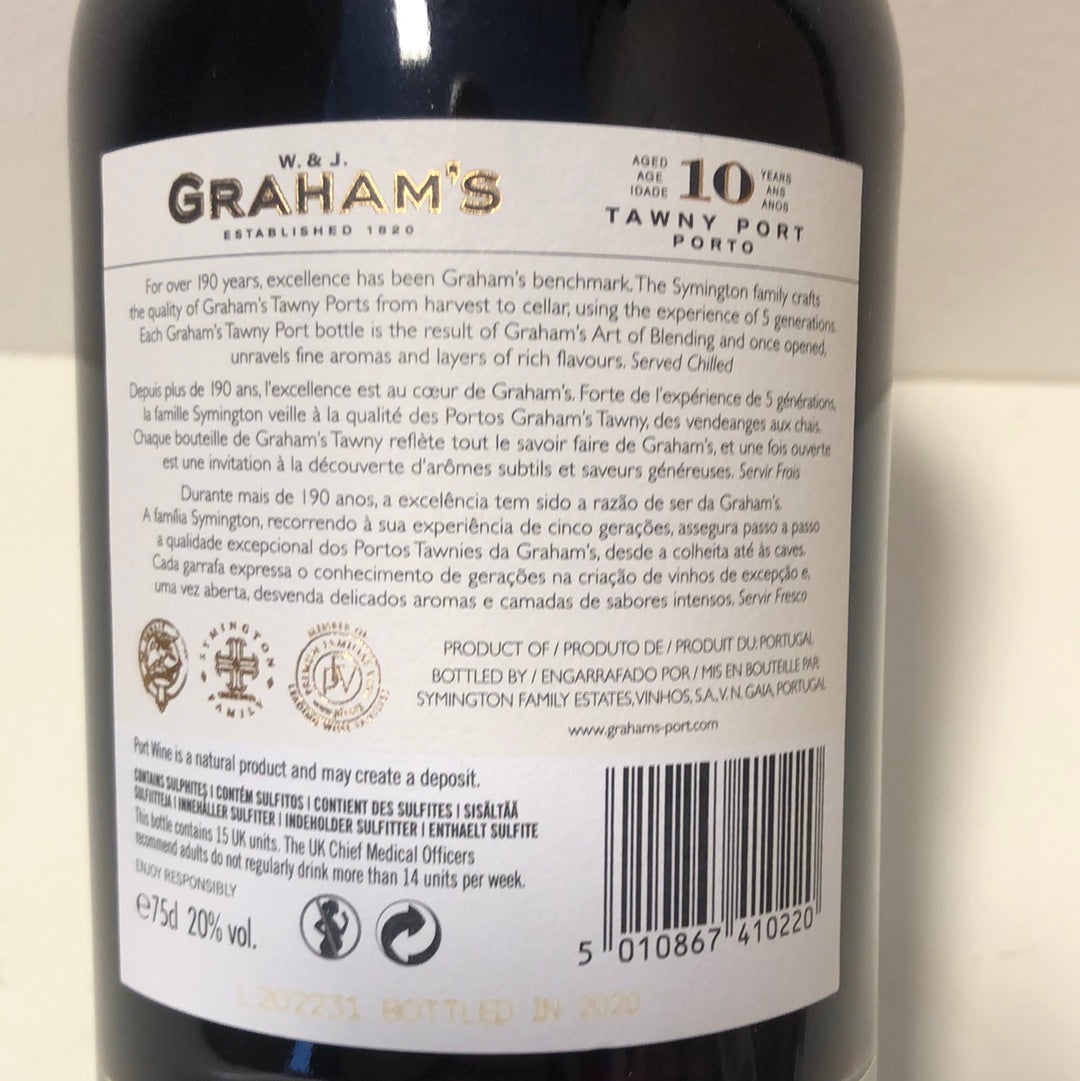 W. & J.
GRAHAM'S
ESTABLISHED 1820
AGED
AGE
IDADE
10
YEARS
ANS
ANOS
TAWNY PORT
PORTO
For over 190 years, excellence has been Graham's benchmark. The Symington family crafts
the quality of Graham's Tawny Ports from harvest to cellar, using the experience of 5 generations.
Each Graham's Tawny Port bottle is the result of Graham's Art of Blending and once opened,
unravels fine aromas and layers of rich flavours. Served Chilled
Depuis plus de 190 ans, l'excellence est au cœur de Graham's. Forte de l'expérience de 5 générations,
la famille Symington veille à la qualité des Portos Graham's Tawny, des vendeanges aux chais.
Chaque bouteille de Graham's Tawny reflète tout le savoir faire de Graham's, et une fois ouverte
est une invitation à la découverte d'arômes subtils et saveurs généreuses. Servir Frais
Durante mais de 190 anos, a excelência tem sido a razão de ser da Graham's.
A família Symington, recorrendo à sua experiência de cinco gerações, assegura passo a passo
a qualidade excepcional dos Portos Tawnies da Graham's, desde a colheita até às caves.
Cada garrafa expressa o conhecimento de gerações na criação de vinhos de excepção e,
uma vez aberta, desvenda delicados aromas e camadas de sabores intensos. Servir Fresco
SYMINGTON
FAMILY
MEMBER OF
PFV
PRODUCT OF / PRODUTO DE / PRODUIT DU: PORTUGAL
BOTTLED BY / ENGARRAFADO POR / MIS EN BOUTEILLE PAR
SYMINGTON FAMILY ESTATES, VINHOS, S.A., V. N. GAIA, PORTUGAL
www.grahams-port.com
Port Wine is a natural product and may create a deposit.
CONTAINS SULPHITES | CONTÉM SULFITOS | CONTIENT DES SULFITES | SISÄLTÄÄ
SULFIITTEJA | INNEHÅLLER SULFITER | INDEHOLDER SULFITTER | ENTHAELT SULFITE
This bottle contains 15 UK units. The UK Chief Medical Officers
recommend adults do not regularly drink more than 14 units per week.
ENJOY RESPONSIBLY
e75cl 20% vol.
5 010867 410220
L202231 BOTTLED IN 2020